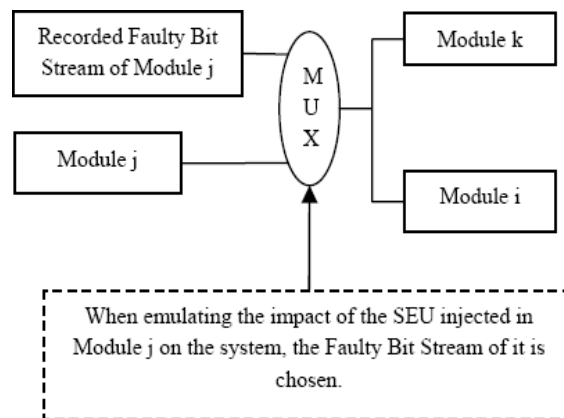 Recorded Faulty Bit
Stream of Module j
Module j
M
U
X
Module k
Module i
When emulating the impact of the SEU injected in
Module j on the system, the Faulty Bit Stream of it is
chosen.